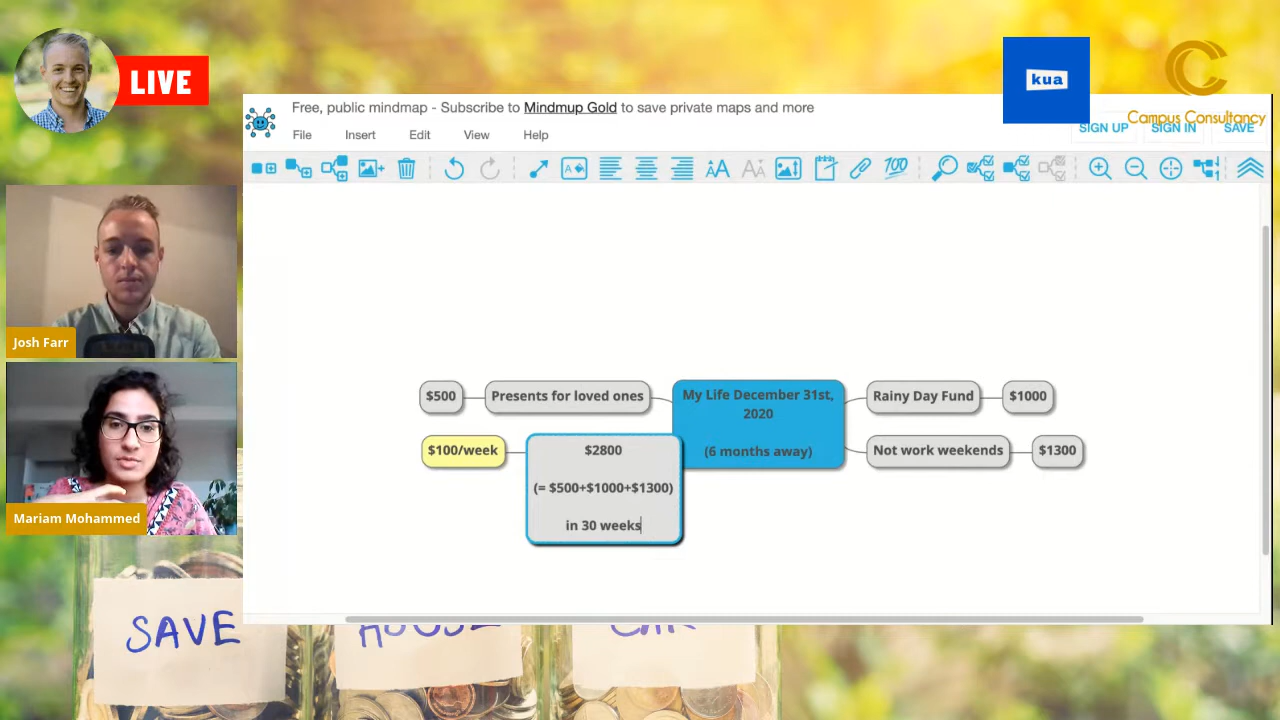 LIVE
kua
Campus Consultancy
Free, public mindmap - Subscribe to Mindmup Gold to save private maps and more
File Insert Edit View Help
SIGN UP SIGN IN SAVE
100
Josh Farr
Mariam Mohammed
$500
Presents for loved ones
My Life December 31st,
2020
(6 months away)
Rainy Day Fund
$1000
$100/week
$2800
(= $500+$1000+$1300)
in 30 weeks
Not work weekends
$1300
SAVE
HOUSE
CAR